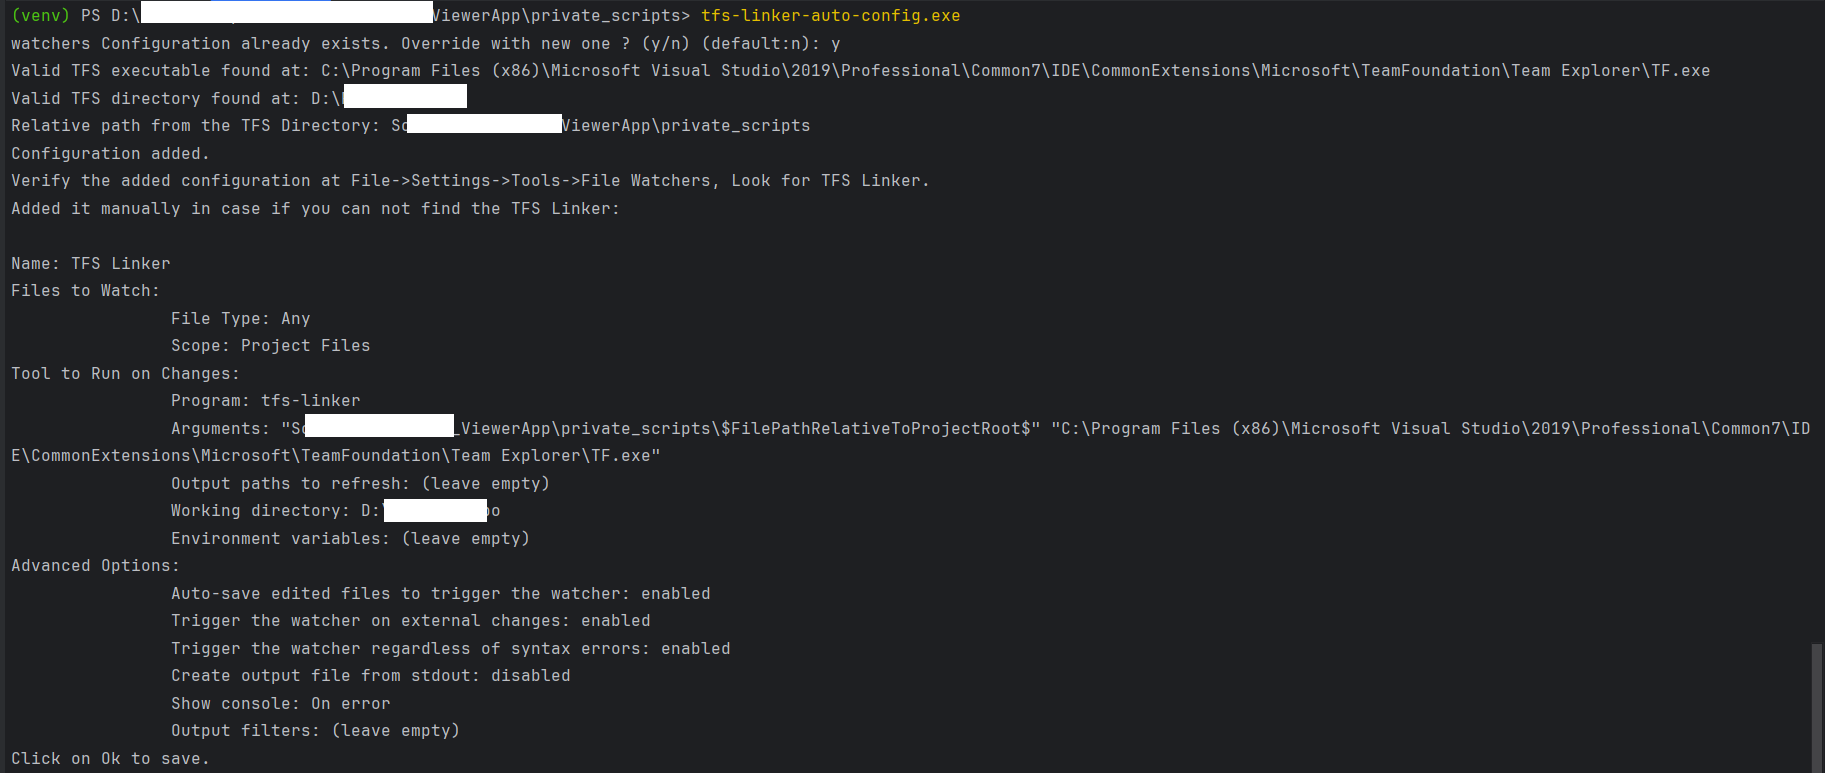 (venv) PS D:\ViewerApp\private_scripts> tfs-linker-auto-config.exe
watchers Configuration already exists. Override with new one ? (y/n) (default:n): y
Valid TFS executable found at: C:\Program Files (x86)\Microsoft Visual Studio\2019\Professional\Common7\IDE\CommonExtensions\Microsoft\TeamFoundation\Team Explorer\TF.exe
Valid TFS directory found at: D:\
Relative path from the TFS Directory: ViewerApp\private_scripts
Configuration added.
Verify the added configuration at File->Settings->Tools->File Watchers, Look for TFS Linker.
Added it manually in case if you can not find the TFS Linker:
Name: TFS Linker
Files to Watch:
File Type: Any
Scope: Project Files
Tool to Run on Changes:
Program: tfs-linker
Arguments: "S_ViewerApp\private_scripts\$FilePathRelativeToProjectRoot$" "C:\Program Files (x86)\Microsoft Visual Studio\2019\Professional\Common7\ID
E\CommonExtensions\Microsoft\TeamFoundation\Team Explorer\TF.exe"
Output paths to refresh: (leave empty)
Working directory: D:
Environment variables: (leave empty)
Advanced Options:
Auto-save edited files to trigger the watcher: enabled
Trigger the watcher on external changes: enabled
Trigger the watcher regardless of syntax errors: enabled
Create output file from stdout: disabled
Show console: On error
Output filters: (leave empty)
Click on Ok to save.